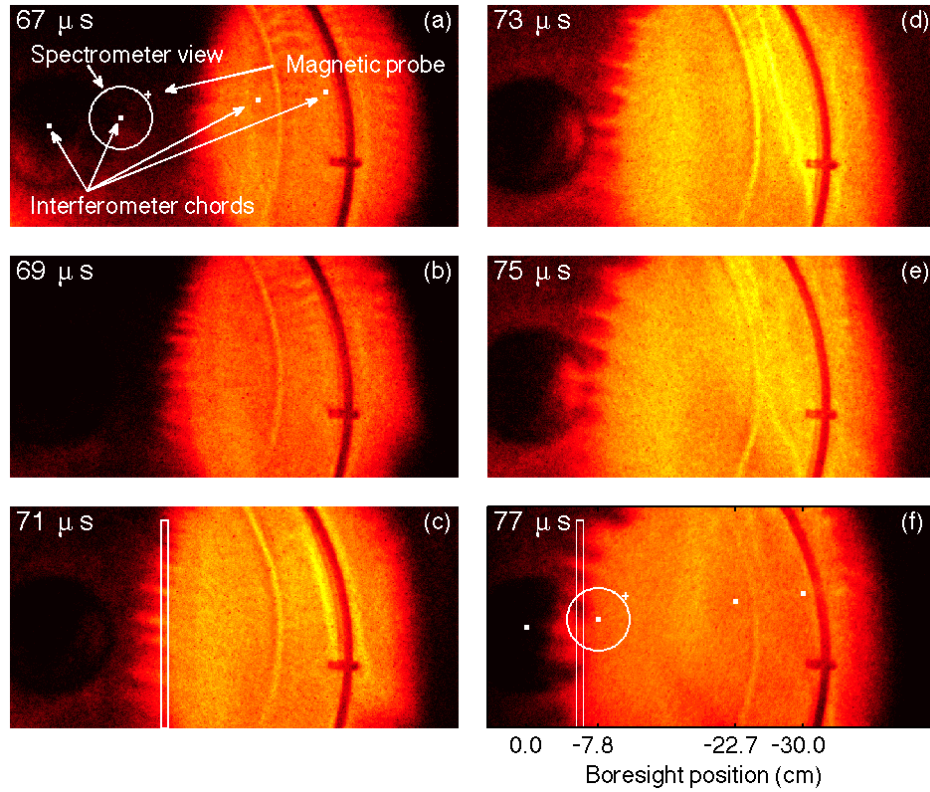 67 μs
(a)
Spectrometer view
Magnetic probe
Interferometer chords
69 μs
(b)
71 μs
(c)
73 μs
(d)
75 μs
(e)
77 μs
(f)
0.0 -7.8 -22.7 -30.0
Boresight position (cm)